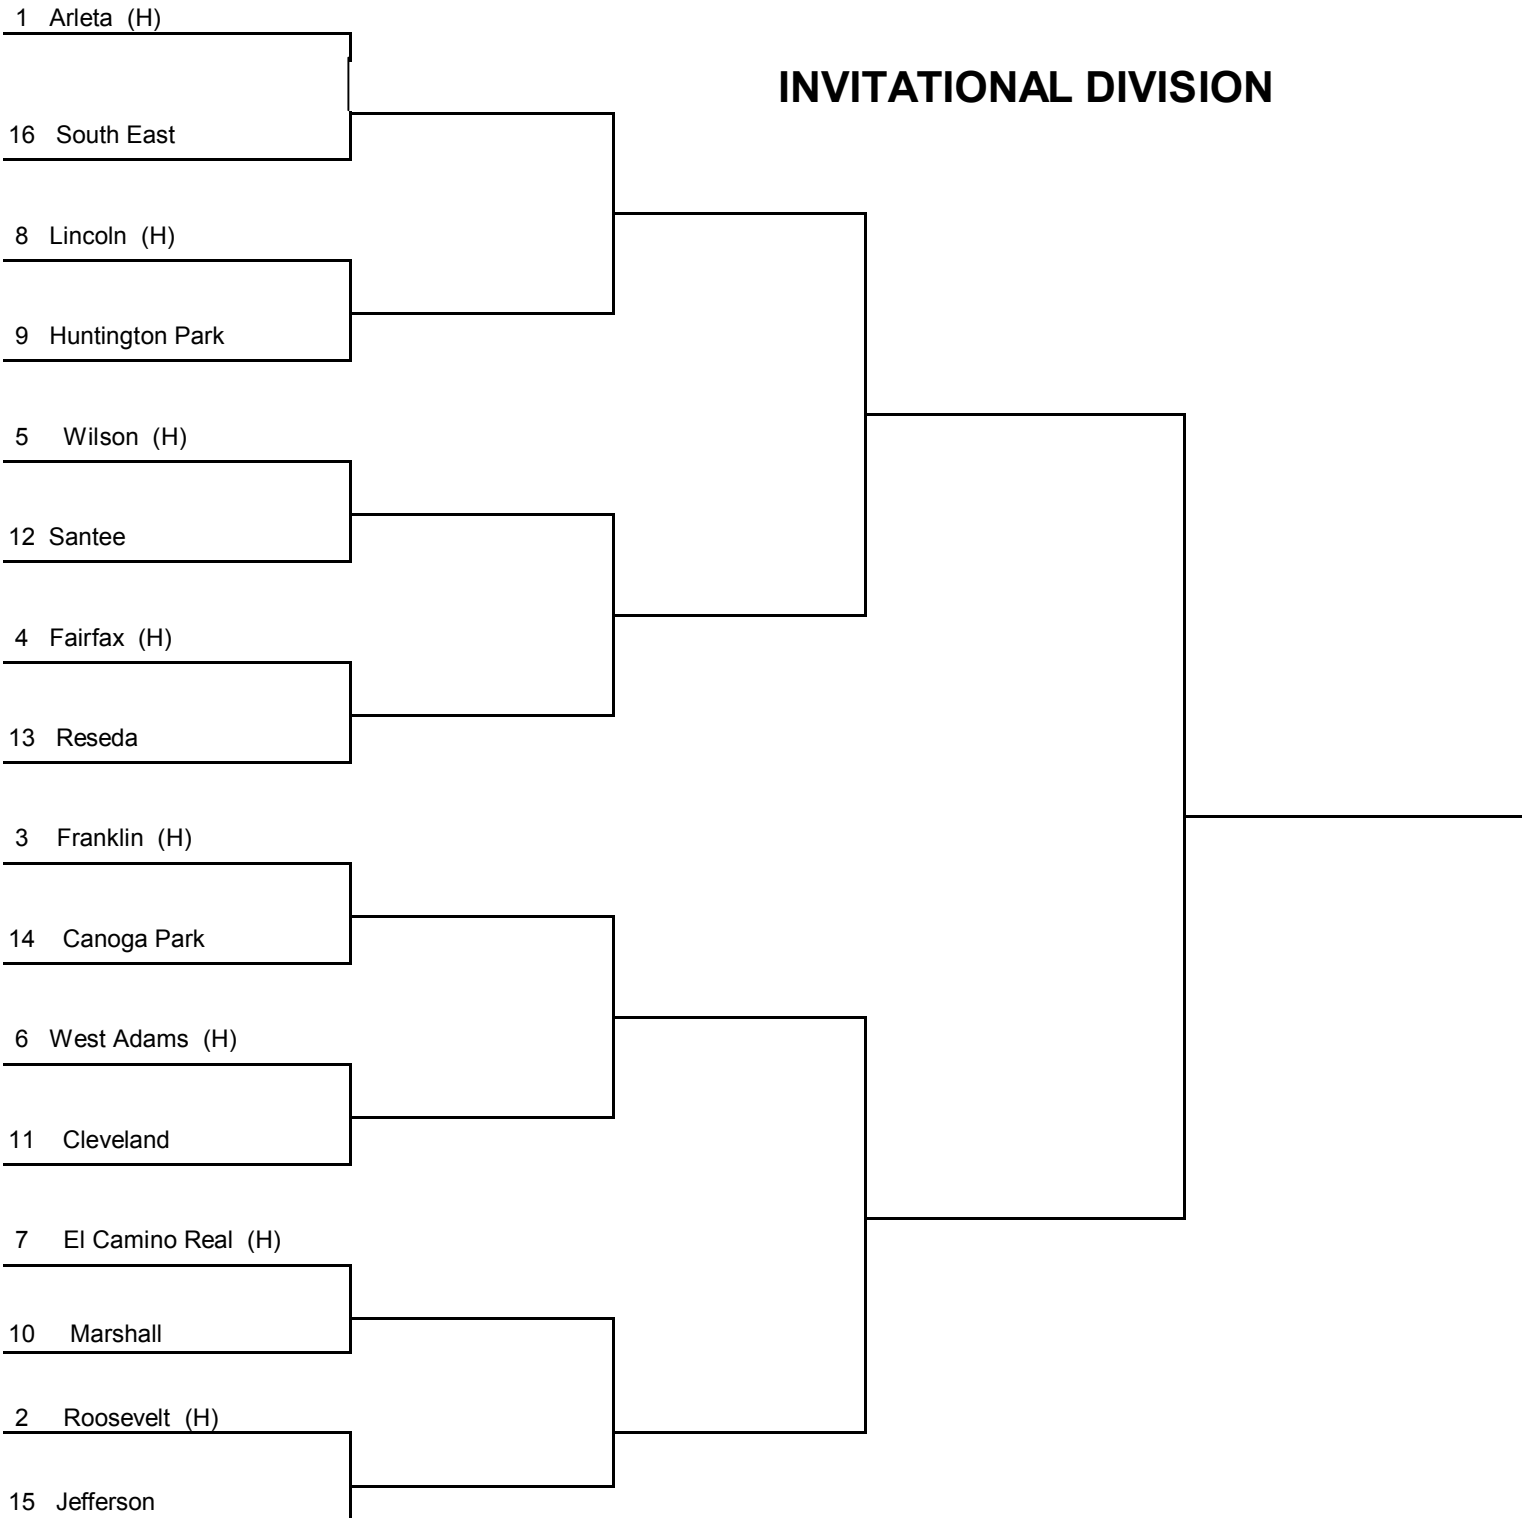 1 Arleta (H)
INVITATIONAL DIVISION
16 South East
8 Lincoln (H)
9 Huntington Park
5 Wilson (H)
12 Santee
4 Fairfax (H)
13 Reseda
3 Franklin (H)
14 Canoga Park
6 West Adams (H)
11 Cleveland
7 El Camino Real (H)
10 Marshall
2 Roosevelt (H)
15 Jefferson